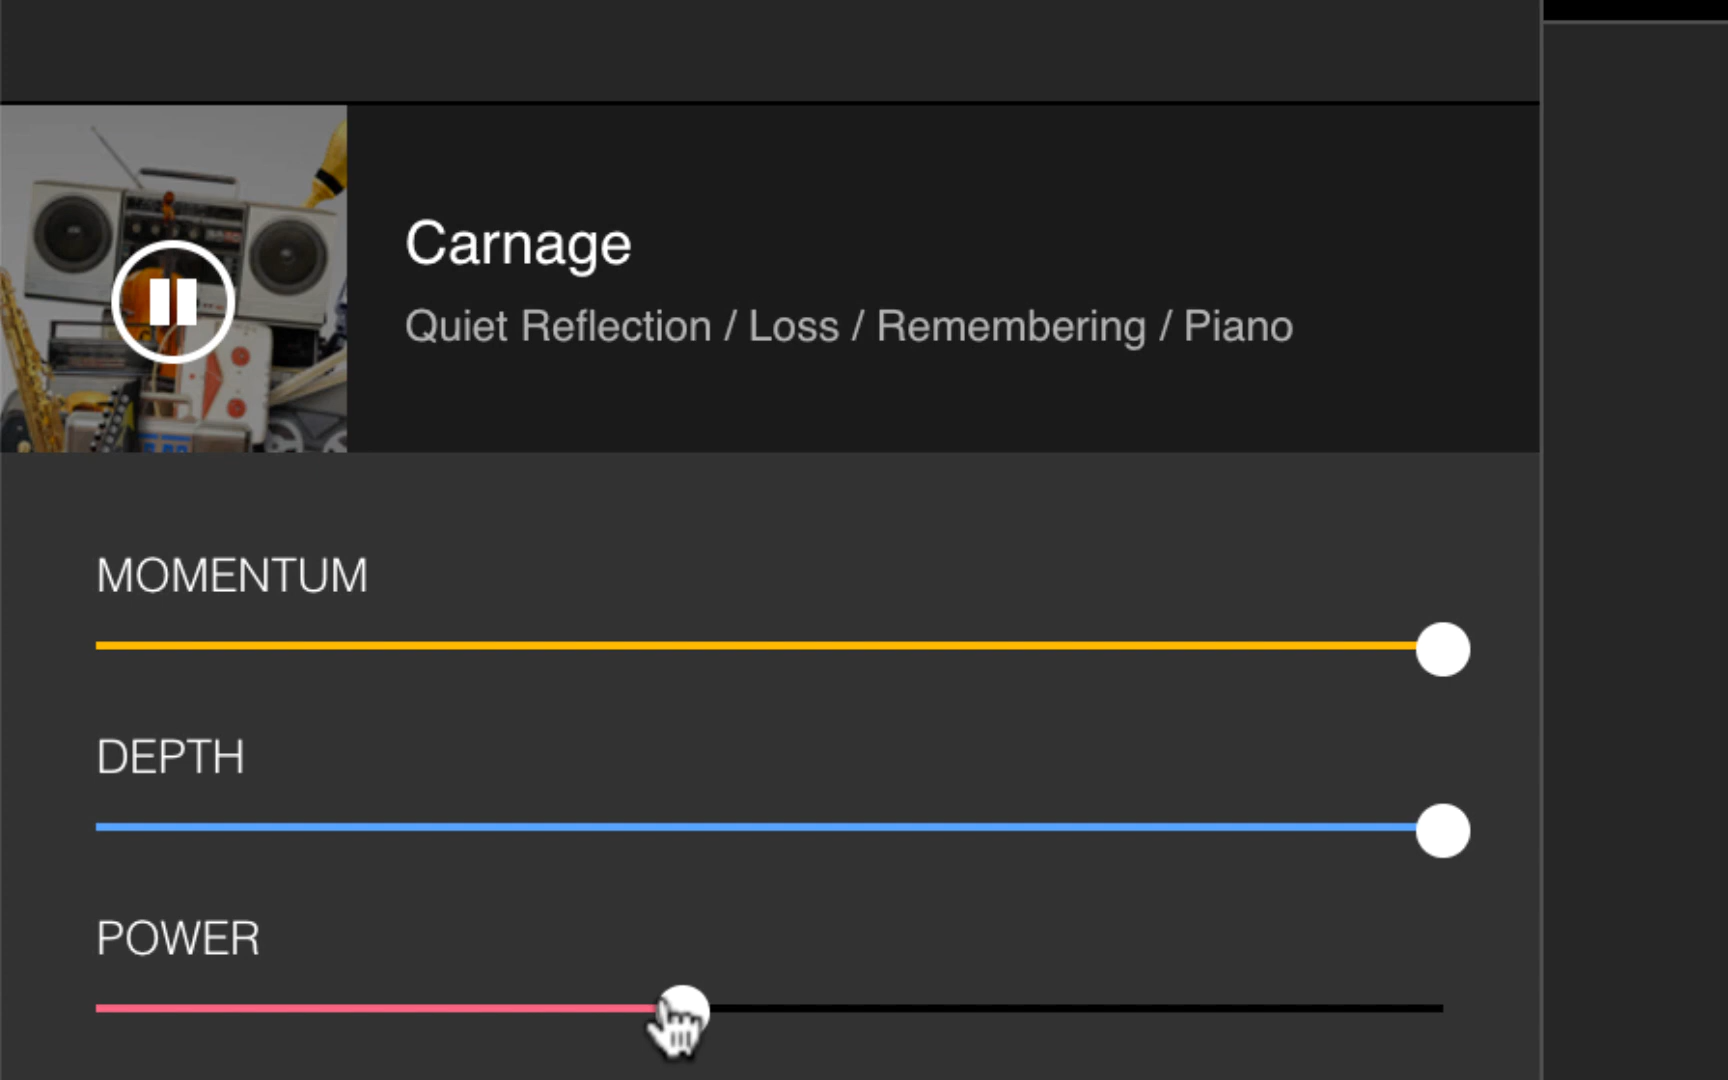 Carnage
Quiet Reflection / Loss / Remembering / Piano
MOMENTUM
DEPTH
POWER